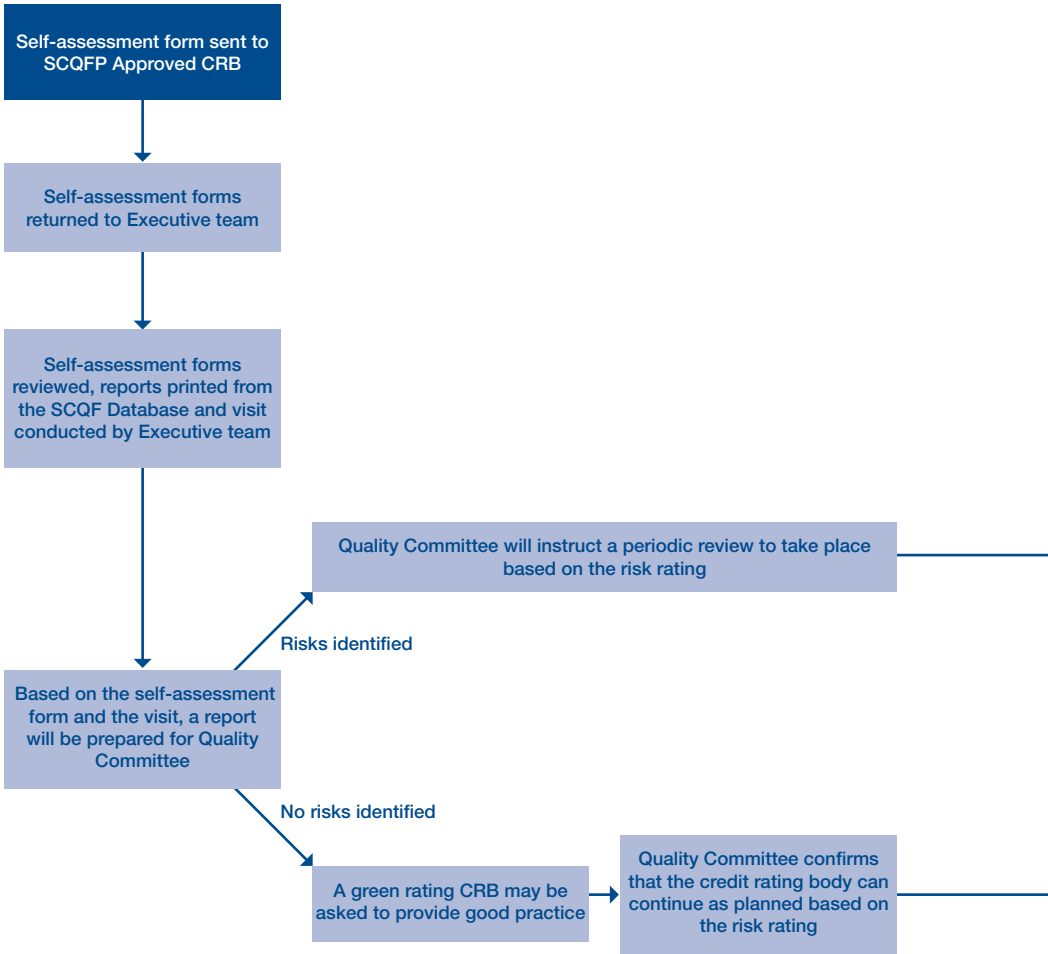 Self-assessment form sent to
SCQFP Approved CRB
Self-assessment forms
returned to Executive team
Self-assessment forms
reviewed, reports printed from
the SCQF Database and visit
conducted by Executive team
Quality Committee will instruct a periodic review to take place
based on the risk rating
Risks identified
Based on the self-assessment
form and the visit, a report
will be prepared for Quality
Committee
No risks identified
A green rating CRB may be
asked to provide good practice
Quality Committee confirms
that the credit rating body can
continue as planned based on
the risk rating